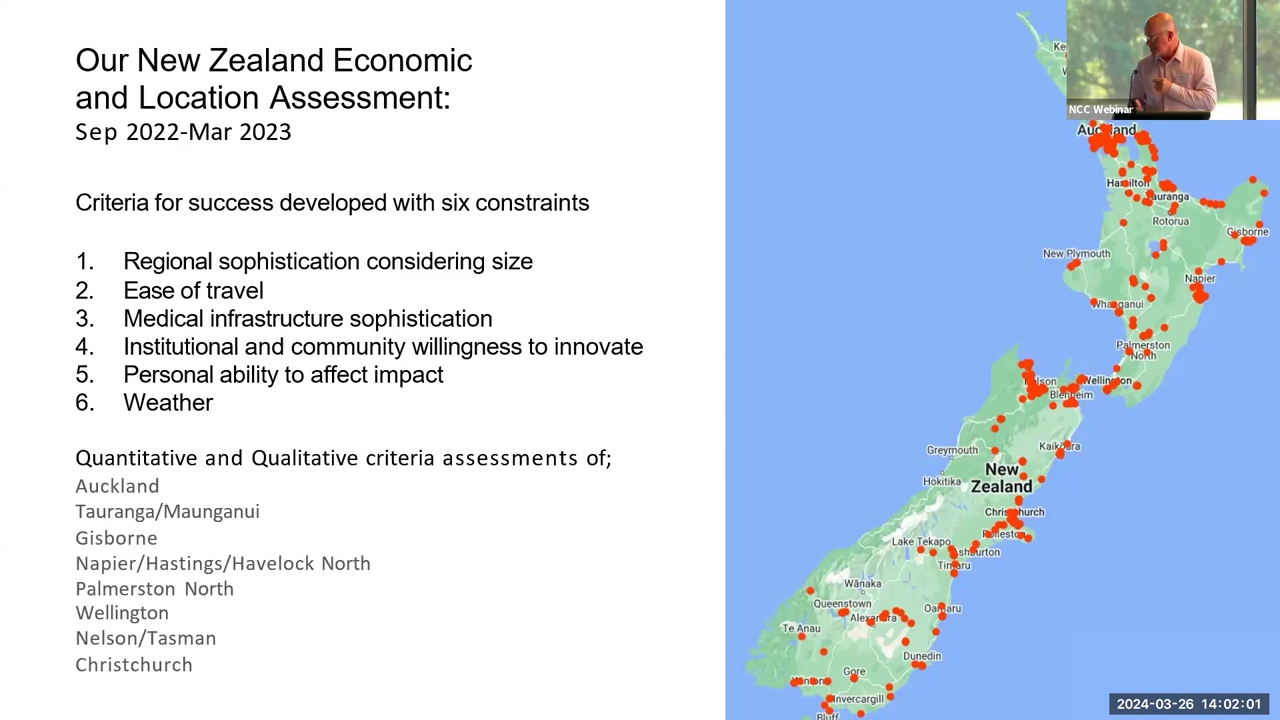 Our New Zealand Economic
and Location Assessment:
Sep 2022-Mar 2023
Criteria for success developed with six constraints
1. Regional sophistication considering size
2. Ease of travel
3. Medical infrastructure sophistication
4. Institutional and community willingness to innovate
5. Personal ability to affect impact
6. Weather
Quantitative and Qualitative criteria assessments of;
Auckland
Tauranga/Maunganui
Gisborne
Napier/Hastings/Havelock North
Palmerston North
Wellington
Nelson/Tasman
Christchurch
NCC Webinar
Auckland
Hamilton
Tauranga
Rotorua
Gisborne
New Plymouth
Napier
Whanganui
Palmerston
North
Nelson
Wellington
Blenheim
Kaikōura
Greymouth
New
Zealand
Hokitika
Christchurch
Rolleston
Lake Tekapo
Ashburton
Timaru
Wānaka
Queenstown
Oamaru
Alexandra
Te Anau
Dunedin
Gore
Winton
Invercargill
Bluff
2024-03-26 14:02:01